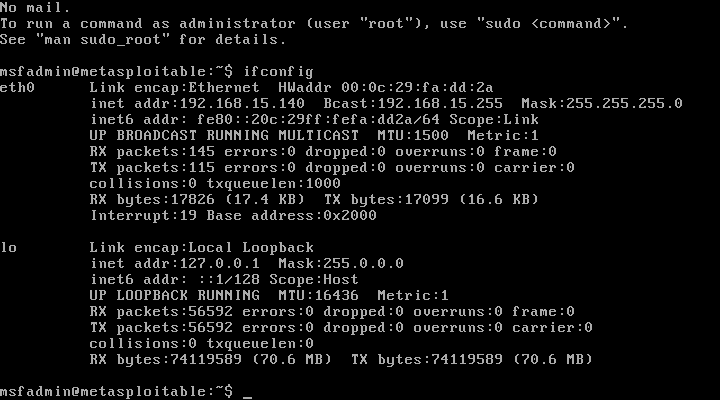 No mail.
To run a command as administrator (user "root"), use "sudo <command>".
See "man sudo_root" for details.
msfadmin@metasploitable:~$ ifconfig
eth0      Link encap:Ethernet  HWaddr 00:0c:29:fa:dd:2a
          inet addr:192.168.15.140  Bcast:192.168.15.255  Mask:255.255.255.0
          inet6 addr: fe80::20c:29ff:fefa:dd2a/64 Scope:Link
          UP BROADCAST RUNNING MULTICAST  MTU:1500  Metric:1
          RX packets:145 errors:0 dropped:0 overruns:0 frame:0
          TX packets:115 errors:0 dropped:0 overruns:0 carrier:0
          collisions:0 txqueuelen:1000
          RX bytes:17826 (17.4 KB)  TX bytes:17099 (16.6 KB)
          Interrupt:19 Base address:0x2000
lo        Link encap:Local Loopback
          inet addr:127.0.0.1  Mask:255.0.0.0
          inet6 addr: ::1/128 Scope:Host
          UP LOOPBACK RUNNING  MTU:16436  Metric:1
          RX packets:56592 errors:0 dropped:0 overruns:0 frame:0
          TX packets:56592 errors:0 dropped:0 overruns:0 carrier:0
          collisions:0 txqueuelen:0
          RX bytes:74119589 (70.6 MB)  TX bytes:74119589 (70.6 MB)
msfadmin@metasploitable:~$ _